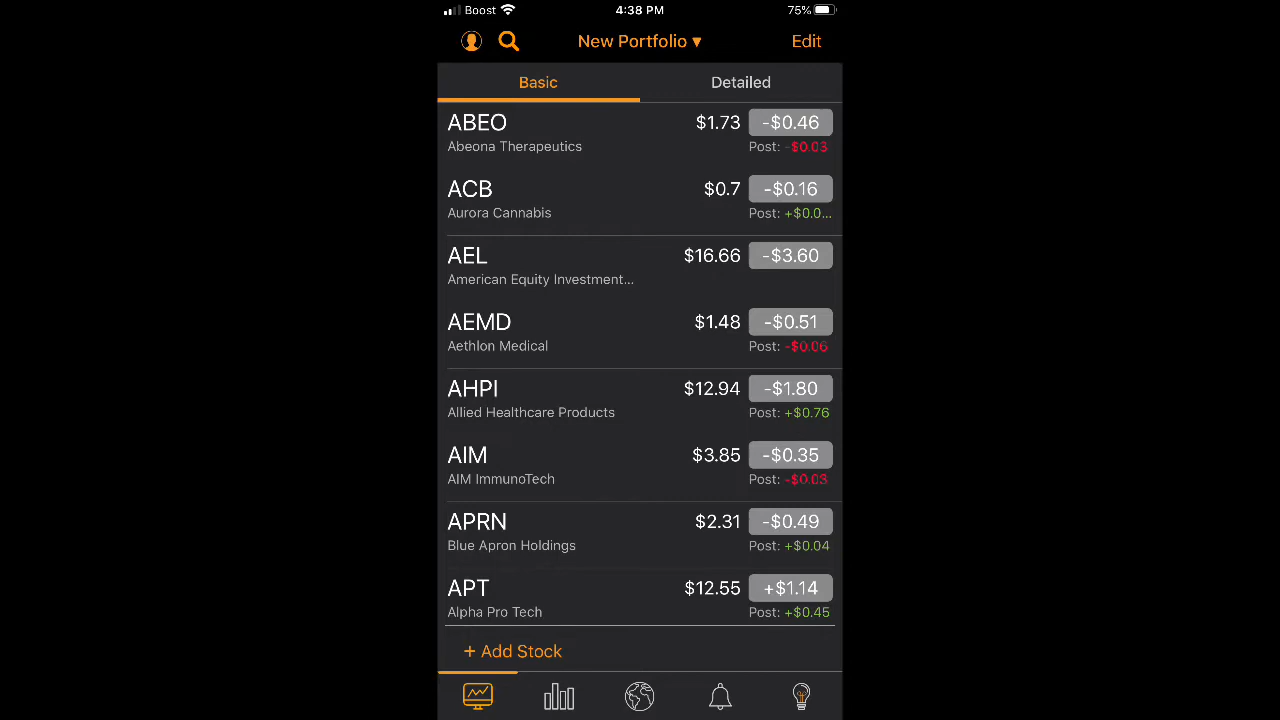 Boost 4:38 PM 75%
New Portfolio ▾ Edit
Basic Detailed
ABEO $1.73 -$0.46
Abeona Therapeutics Post: -$0.03
ACB $0.7 -$0.16
Aurora Cannabis Post: +$0.0...
AEL $16.66 -$3.60
American Equity Investment...
AEMD $1.48 -$0.51
Aethlon Medical Post: -$0.06
AHPI $12.94 -$1.80
Allied Healthcare Products Post: +$0.76
AIM $3.85 -$0.35
AIM ImmunoTech Post: -$0.03
APRN $2.31 -$0.49
Blue Apron Holdings Post: +$0.04
APT $12.55 +$1.14
Alpha Pro Tech Post: +$0.45
+ Add Stock